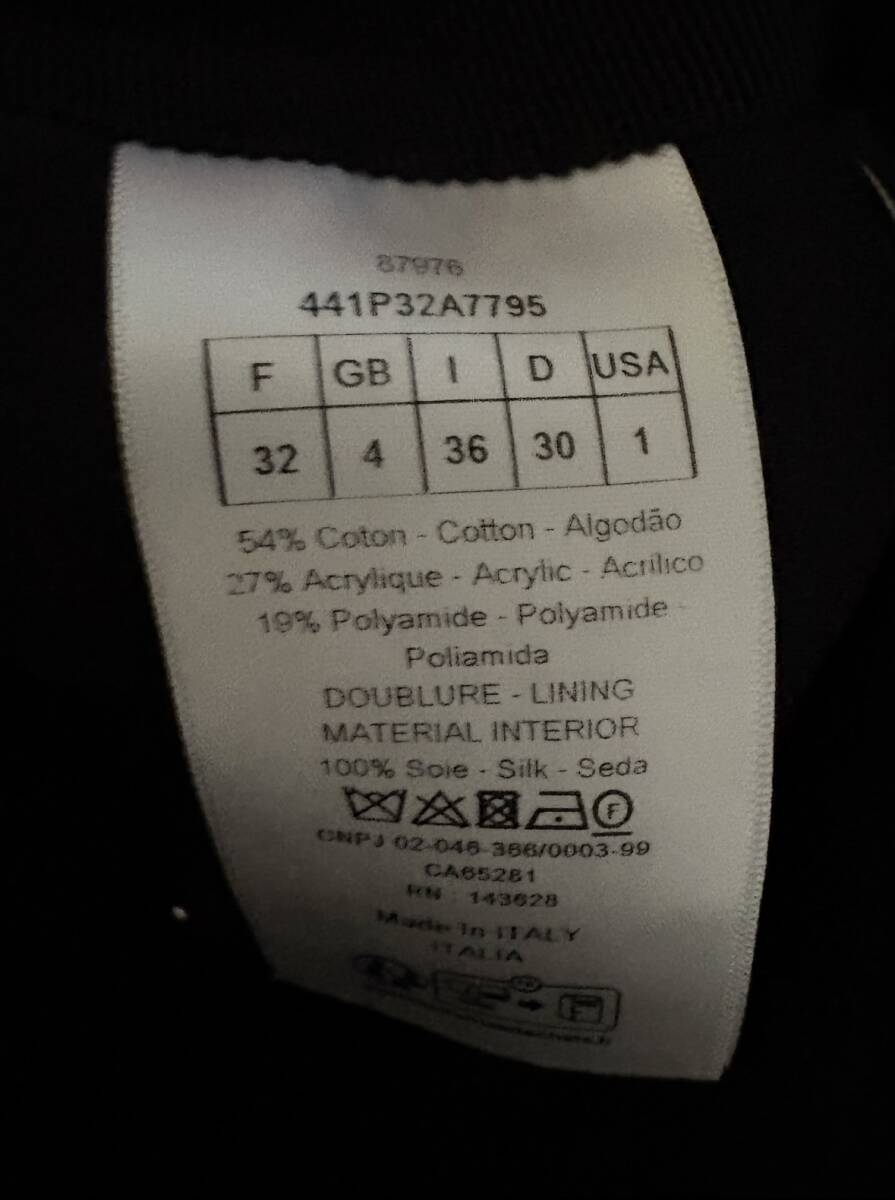 87976
441P32A7795
F GB I D USA
32 4 36 30 1
54% Coton - Cotton - Algodão
27% Acrylique - Acrylic - Acrílico
19% Polyamide - Polyamide -
Poliamida
DOUBLURE - LINING
MATERIAL INTERIOR
100% Soie - Silk - Seda
F
CNPJ 02-046-366/0003-99
CA65281
RN : 143628
Made in ITALY
ITALIA